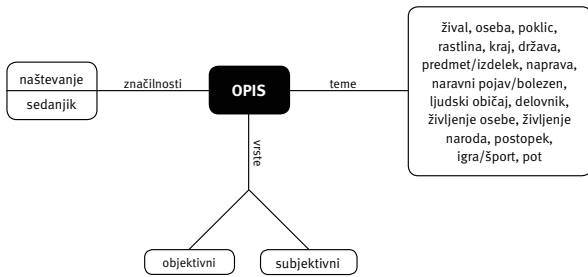 naštevanje
sedanjik
značilnosti
OPIS
teme
žival, oseba, poklic,
rastlina, kraj, država,
predmet/izdelek, naprava,
naravni pojav/bolezen,
ljudski običaj, delovnik,
življenje osebe, življenje
naroda, postopek,
igra/šport, pot
vrste
objektivni
subjektivni